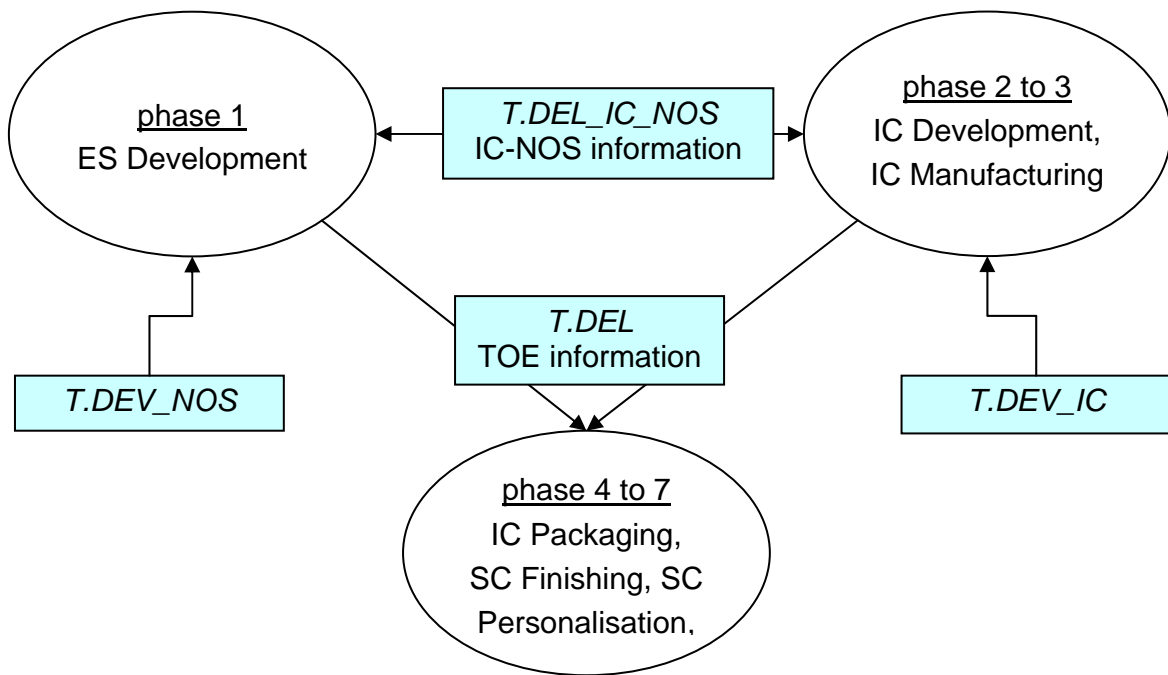 phase 1
ES Development
T.DEL_IC_NOS
IC-NOS information
phase 2 to 3
IC Development,
IC Manufacturing
T.DEL
TOE information
T.DEV_NOS
T.DEV_IC
phase 4 to 7
IC Packaging,
SC Finishing, SC
Personalisation,